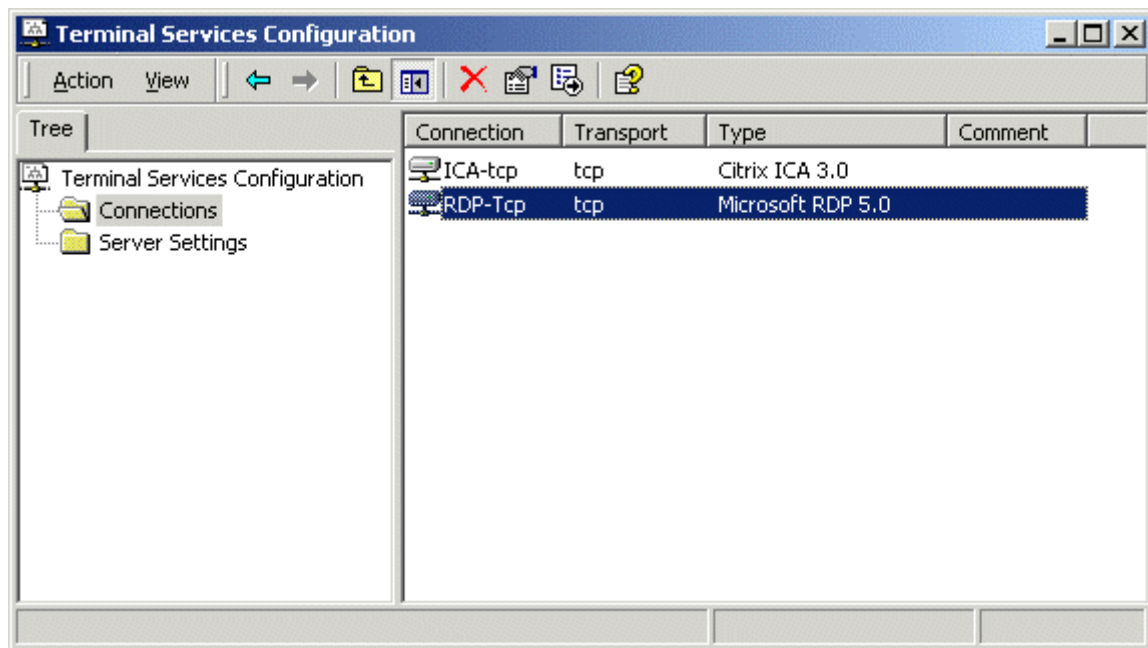 Terminal Services Configuration
Action View
Tree
Connection Transport Type Comment
Terminal Services Configuration
Connections
Server Settings
ICA-tcp tcp Citrix ICA 3.0
RDP-Tcp tcp Microsoft RDP 5.0